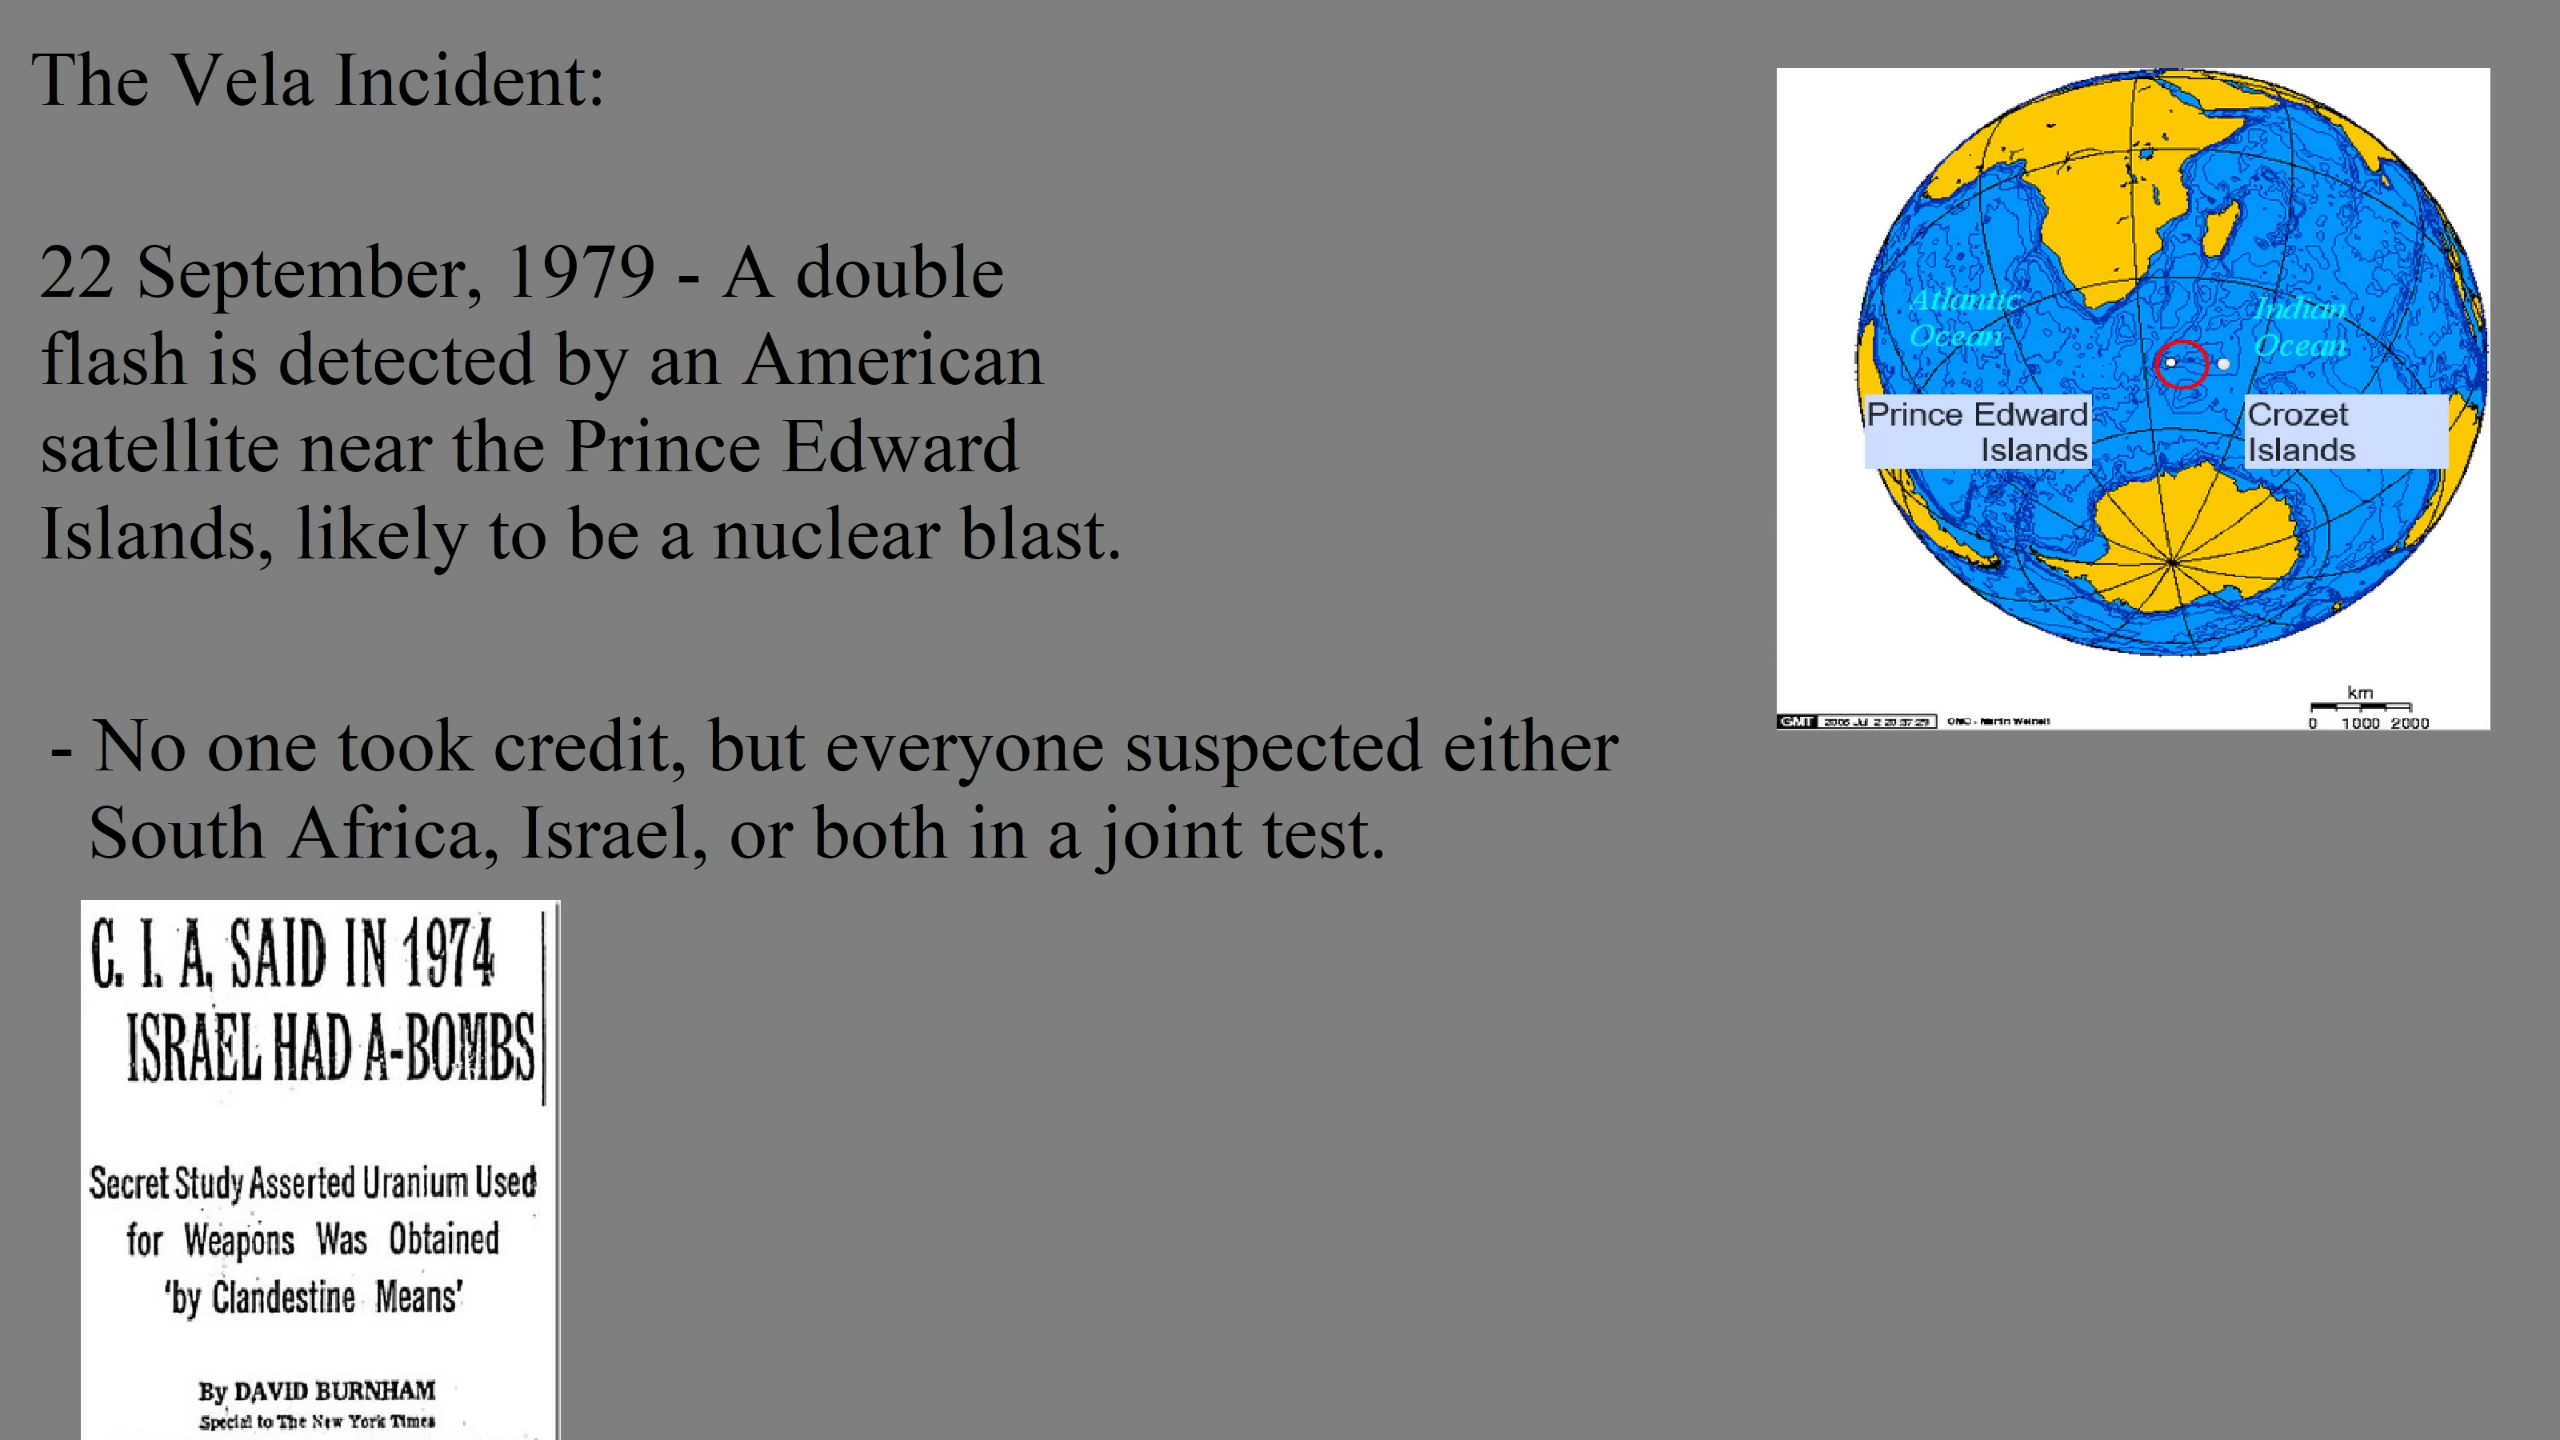 The Vela Incident:
22 September, 1979 - A double
flash is detected by an American
satellite near the Prince Edward
Islands, likely to be a nuclear blast.
- No one took credit, but everyone suspected either
South Africa, Israel, or both in a joint test.
Atlantic
Ocean
Indian
Ocean
Prince Edward
Islands
Crozet
Islands
km
0 1000 2000
GMT
OMC - Martin Weinelt
C. I. A. SAID IN 1974
ISRAEL HAD A-BOMBS
Secret Study Asserted Uranium Used
for Weapons Was Obtained
'by Clandestine Means'
By DAVID BURNHAM
Special to The New York Times